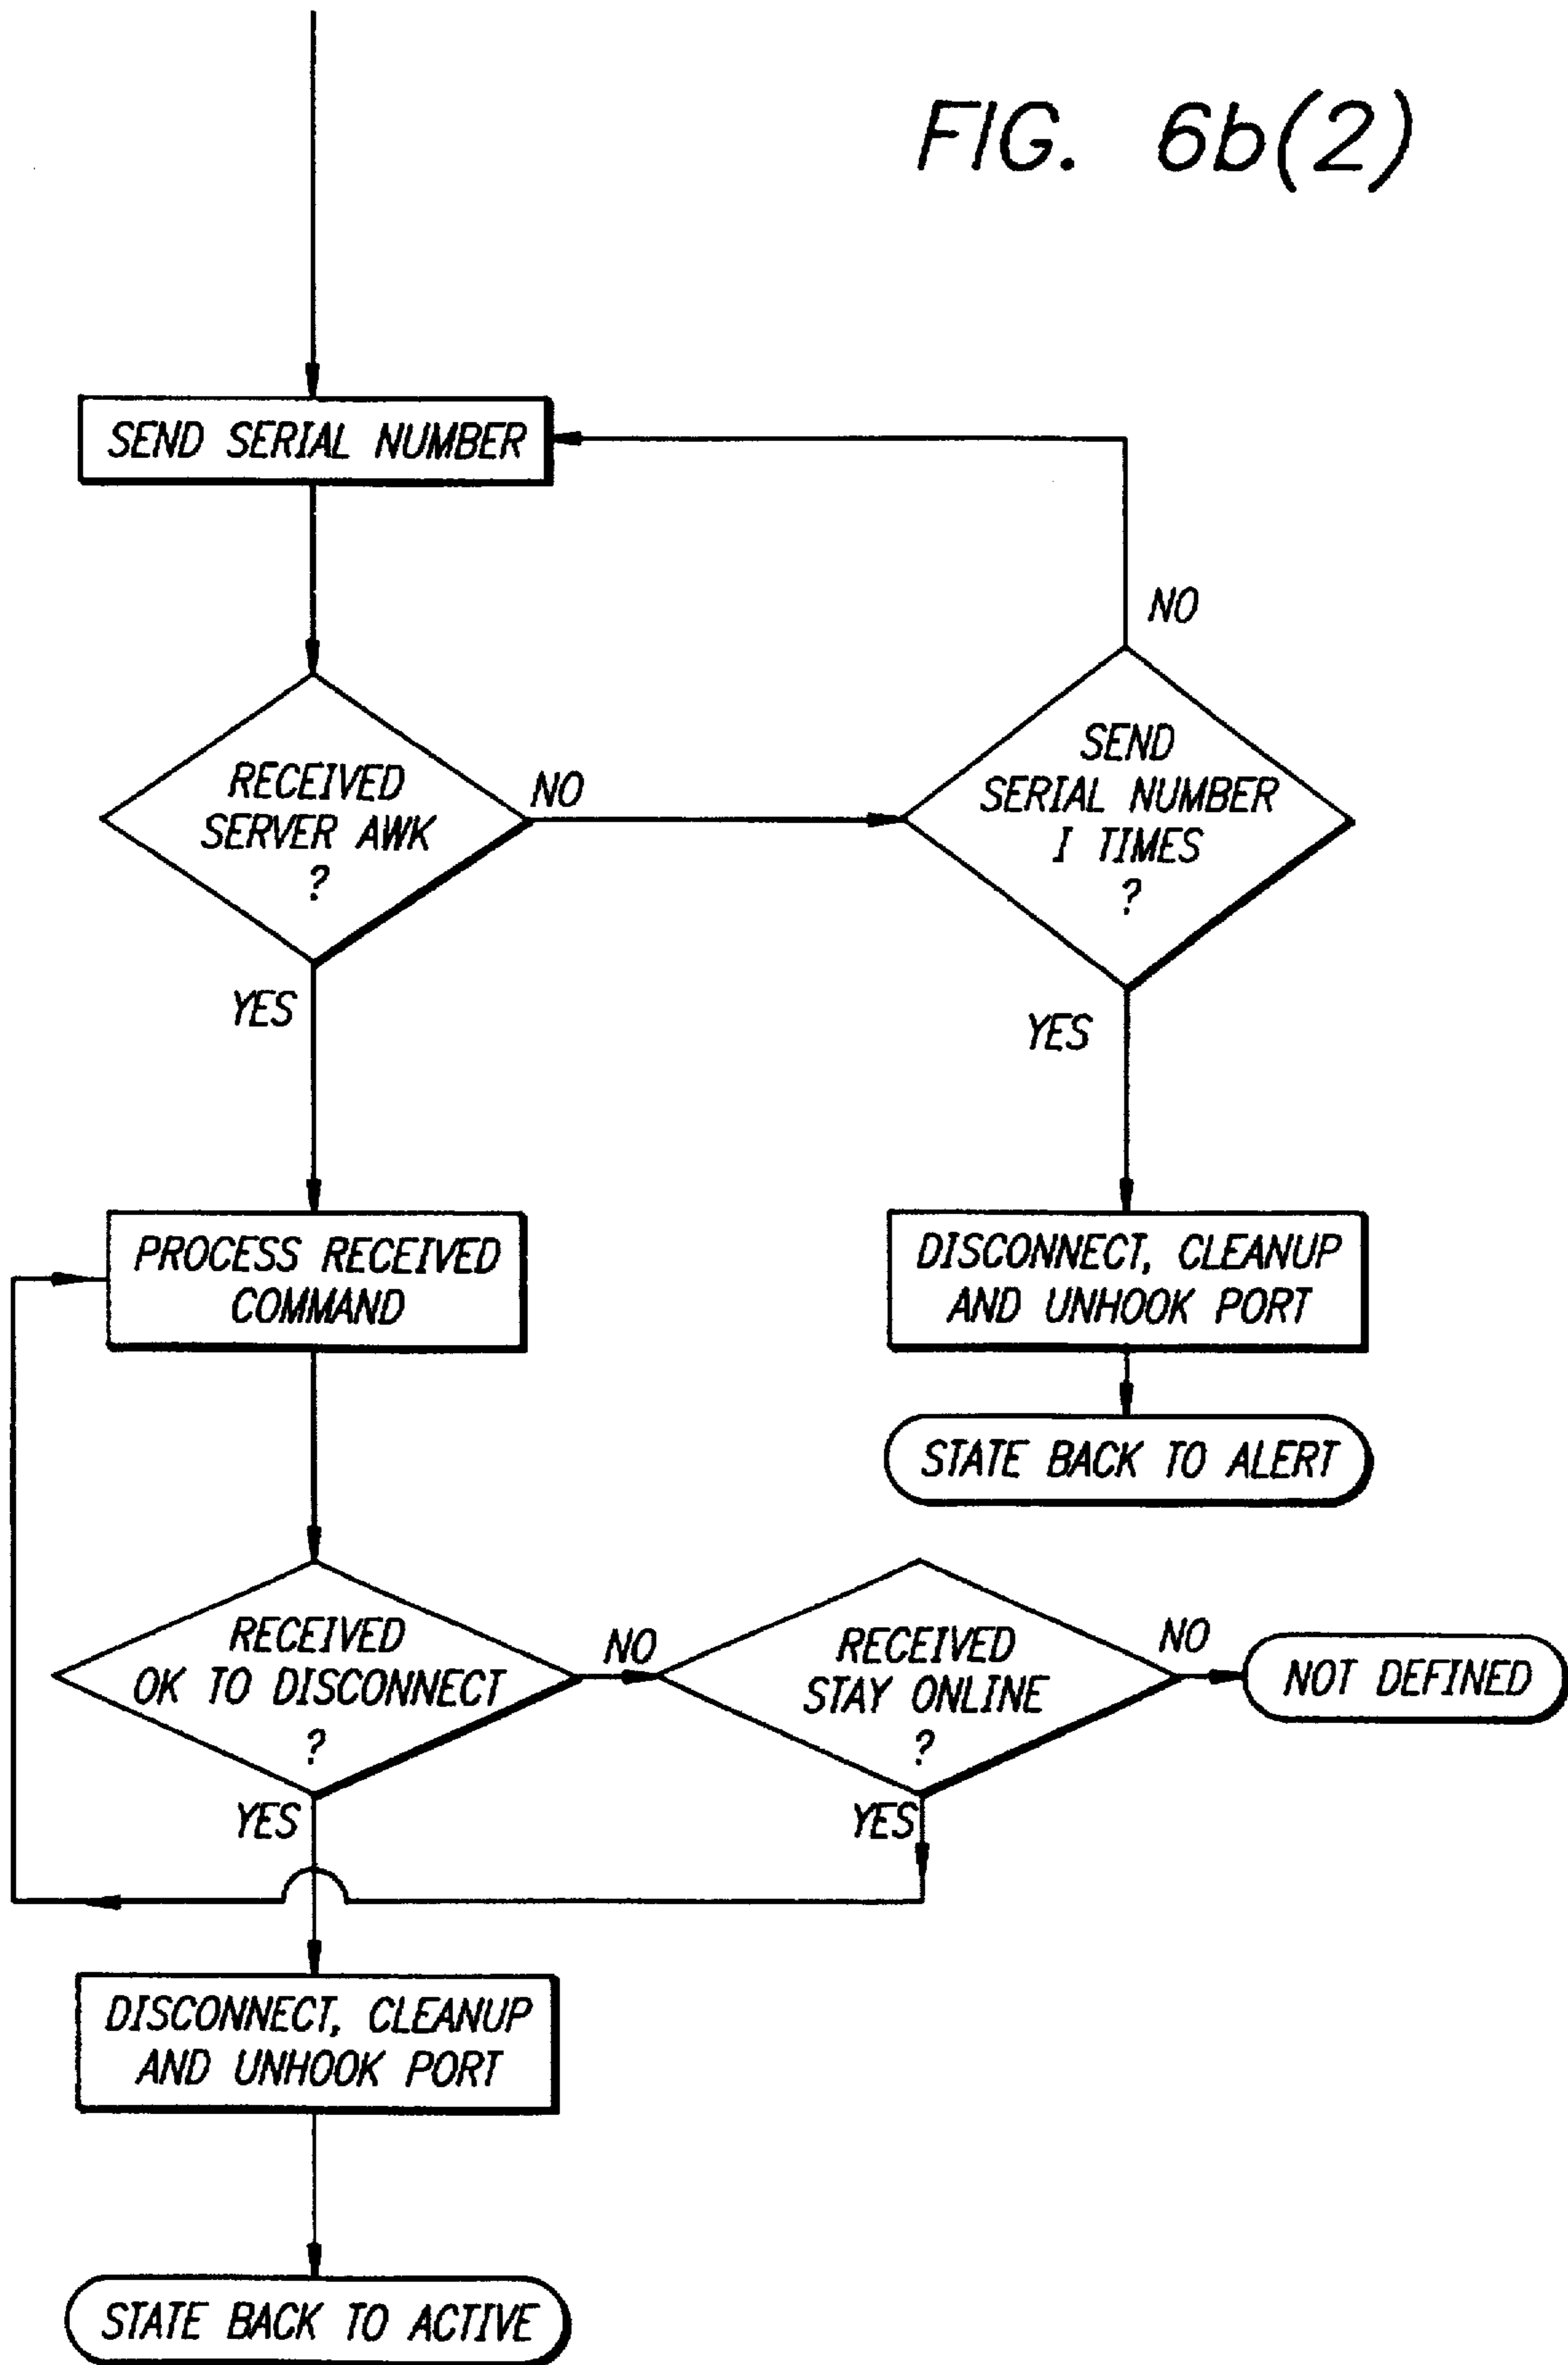 FIG. 6b(2)
SEND SERIAL NUMBER
NO
RECEIVED
SERVER AWK
?
NO
SEND
SERIAL NUMBER
I TIMES
?
YES
YES
PROCESS RECEIVED
COMMAND
DISCONNECT, CLEANUP
AND UNHOOK PORT
STATE BACK TO ALERT
RECEIVED
OK TO DISCONNECT
?
NO
RECEIVED
STAY ONLINE
?
NO
NOT DEFINED
YES
YES
DISCONNECT, CLEANUP
AND UNHOOK PORT
STATE BACK TO ACTIVE